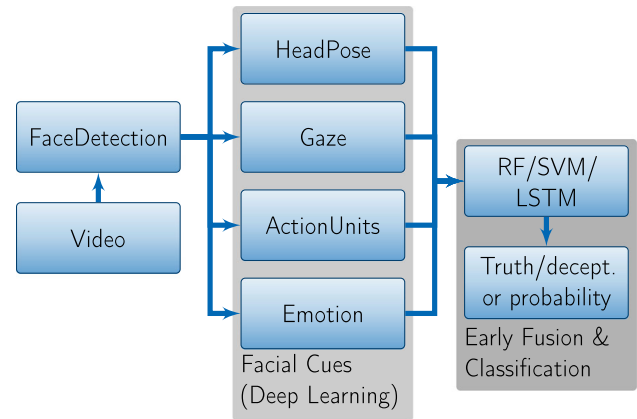 FaceDetection
Video
HeadPose
Gaze
ActionUnits
Emotion
Facial Cues
(Deep Learning)
RF/SVM/
LSTM
Truth/decept.
or probability
Early Fusion &
Classification